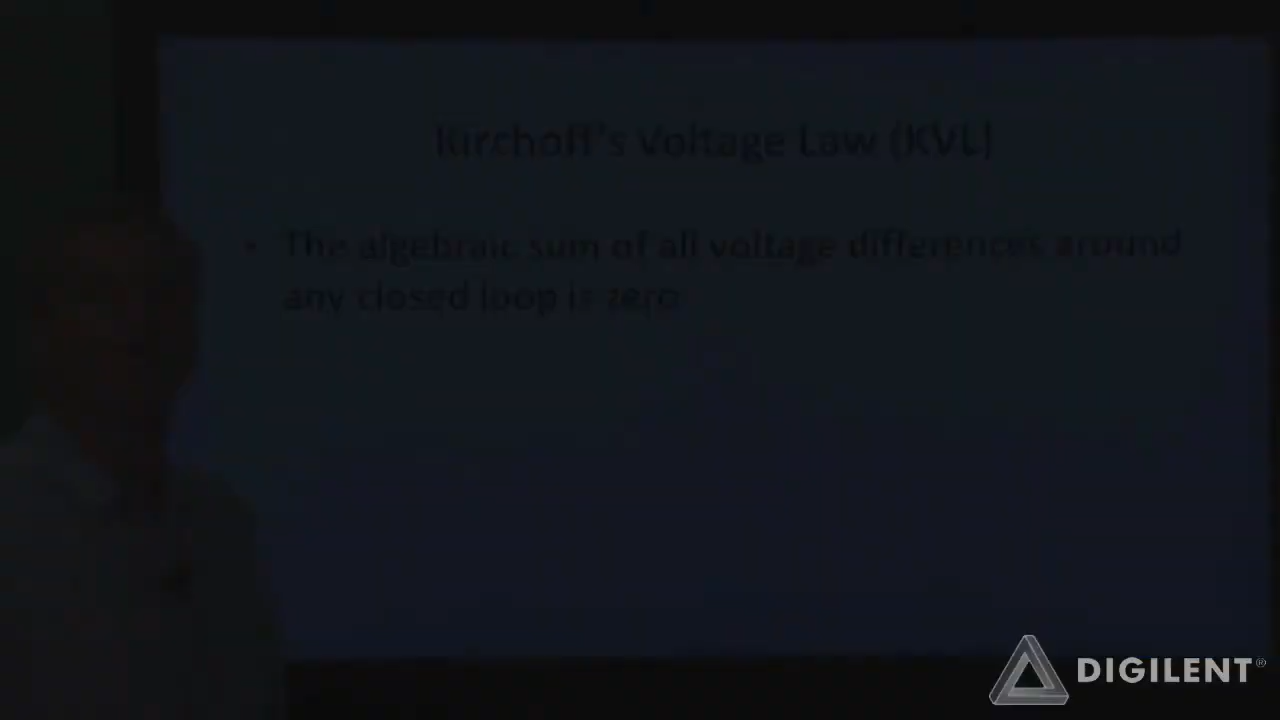 Kirchoff's Voltage Law (KVL)
• The algebraic sum of all voltage differences around
any closed loop is zero
DIGILENT®